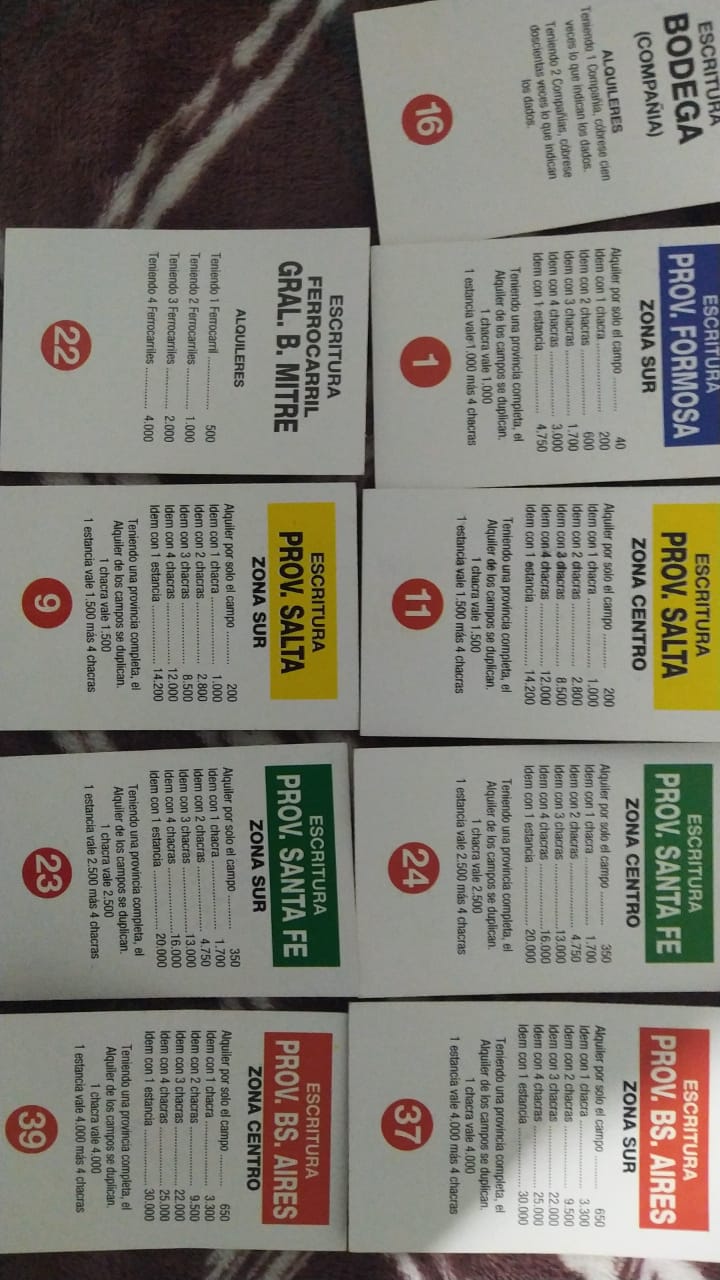 ESCRITURA
BODEGA
(COMPAÑIA)
ALQUILERES
Teniendo 1 Compañia, cóbrese cien
veces lo que indican los dados.
Teniendo 2 Compañias, cóbrese
doscientas veces lo que indican
los dados.
16
ESCRITURA
PROV. FORMOSA
ZONA SUR
Alquiler por solo el campo .......... 40
Idem con 1 chacra .......... 200
Idem con 2 chacras .......... 600
Idem con 3 chacras .......... 1.700
Idem con 4 chacras .......... 3.000
Idem con 1 estancia .......... 4.750
Teniendo una provincia completa, el
Alquiler de los campos se duplican.
1 chacra vale 1.000
1 estancia vale 1.000 más 4 chacras
1
ESCRITURA
PROV. SALTA
ZONA CENTRO
Alquiler por solo el campo .......... 200
Idem con 1 chacra .......... 1.000
Idem con 2 chacras .......... 2.800
Idem con 3 chacras .......... 8.500
Idem con 4 chacras .......... 12.000
Idem con 1 estancia .......... 14.200
Teniendo una provincia completa, el
Alquiler de los campos se duplican.
1 chacra vale 1.500
1 estancia vale 1.500 más 4 chacras
11
ESCRITURA
PROV. SANTA FE
ZONA CENTRO
Alquiler por solo el campo .......... 350
Idem con 1 chacra .......... 1.700
Idem con 2 chacras .......... 4.750
Idem con 3 chacras .......... 13.000
Idem con 4 chacras .......... 16.000
Idem con 1 estancia .......... 20.000
Teniendo una provincia completa, el
Alquiler de los campos se duplican.
1 chacra vale 2.500
1 estancia vale 2.500 más 4 chacras
24
ESCRITURA
PROV. BS. AIRES
ZONA SUR
Alquiler por solo el campo .......... 650
Idem con 1 chacra .......... 3.300
Idem con 2 chacras .......... 9.500
Idem con 3 chacras .......... 22.000
Idem con 4 chacras .......... 25.000
Idem con 1 estancia .......... 30.000
Teniendo una provincia completa, el
Alquiler de los campos se duplican.
1 chacra vale 4.000
1 estancia vale 4.000 más 4 chacras
37
ESCRITURA
FERROCARRIL
GRAL. B. MITRE
ALQUILERES
Teniendo 1 Ferrocarril .......... 500
Teniendo 2 Ferrocarriles .......... 1.000
Teniendo 3 Ferrocarriles .......... 2.000
Teniendo 4 Ferrocarriles .......... 4.000
22
ESCRITURA
PROV. SALTA
ZONA SUR
Alquiler por solo el campo .......... 200
Idem con 1 chacra .......... 1.000
Idem con 2 chacras .......... 2.800
Idem con 3 chacras .......... 8.500
Idem con 4 chacras .......... 12.000
Idem con 1 estancia .......... 14.200
Teniendo una provincia completa, el
Alquiler de los campos se duplican.
1 chacra vale 1.500
1 estancia vale 1.500 más 4 chacras
9
ESCRITURA
PROV. SANTA FE
ZONA SUR
Alquiler por solo el campo .......... 350
Idem con 1 chacra .......... 1.700
Idem con 2 chacras .......... 4.750
Idem con 3 chacras .......... 13.000
Idem con 4 chacras .......... 16.000
Idem con 1 estancia .......... 20.000
Teniendo una provincia completa, el
Alquiler de los campos se duplican.
1 chacra vale 2.500
1 estancia vale 2.500 más 4 chacras
23
ESCRITURA
PROV. BS. AIRES
ZONA CENTRO
Alquiler por solo el campo .......... 650
Idem con 1 chacra .......... 3.300
Idem con 2 chacras .......... 9.500
Idem con 3 chacras .......... 22.000
Idem con 4 chacras .......... 25.000
Idem con 1 estancia .......... 30.000
Teniendo una provincia completa, el
Alquiler de los campos se duplican.
1 chacra vale 4.000
1 estancia vale 4.000 más 4 chacras
39